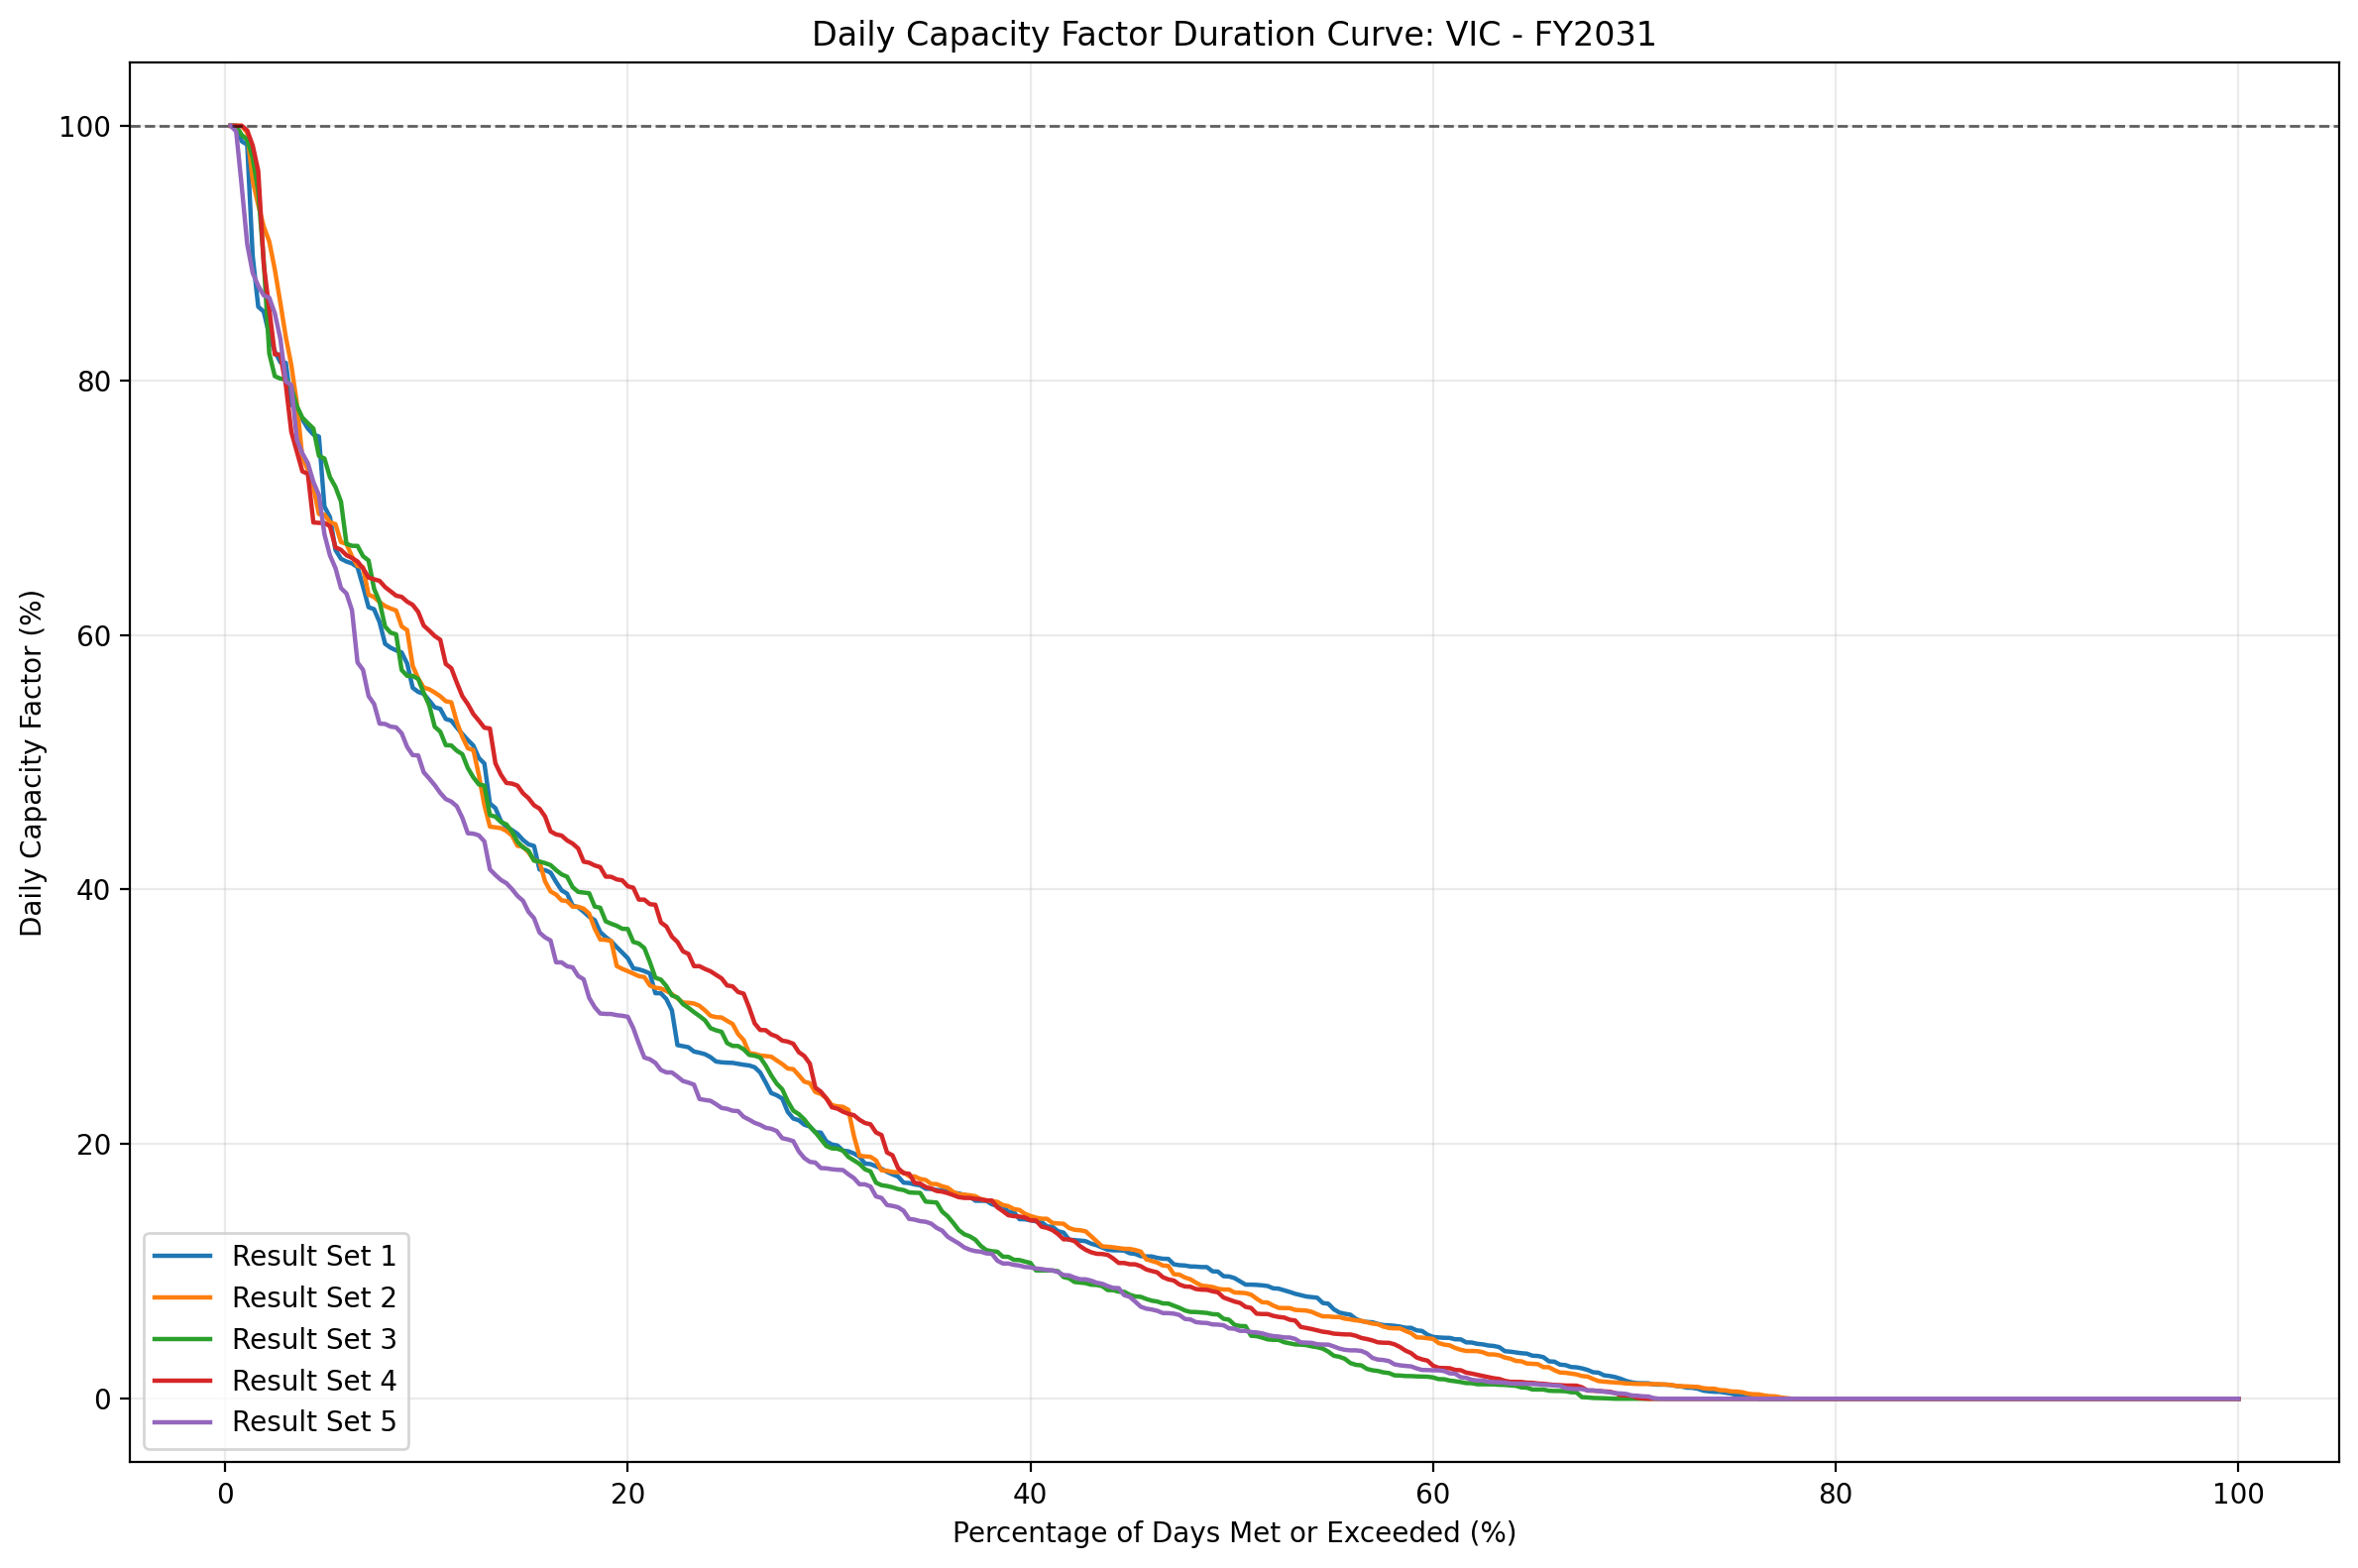 Daily Capacity Factor Duration Curve: VIC - FY2031
Daily Capacity Factor (%)
100
80
60
40
20
0
Result Set 1
Result Set 2
Result Set 3
Result Set 4
Result Set 5
0 20 40 60 80 100
Percentage of Days Met or Exceeded (%)